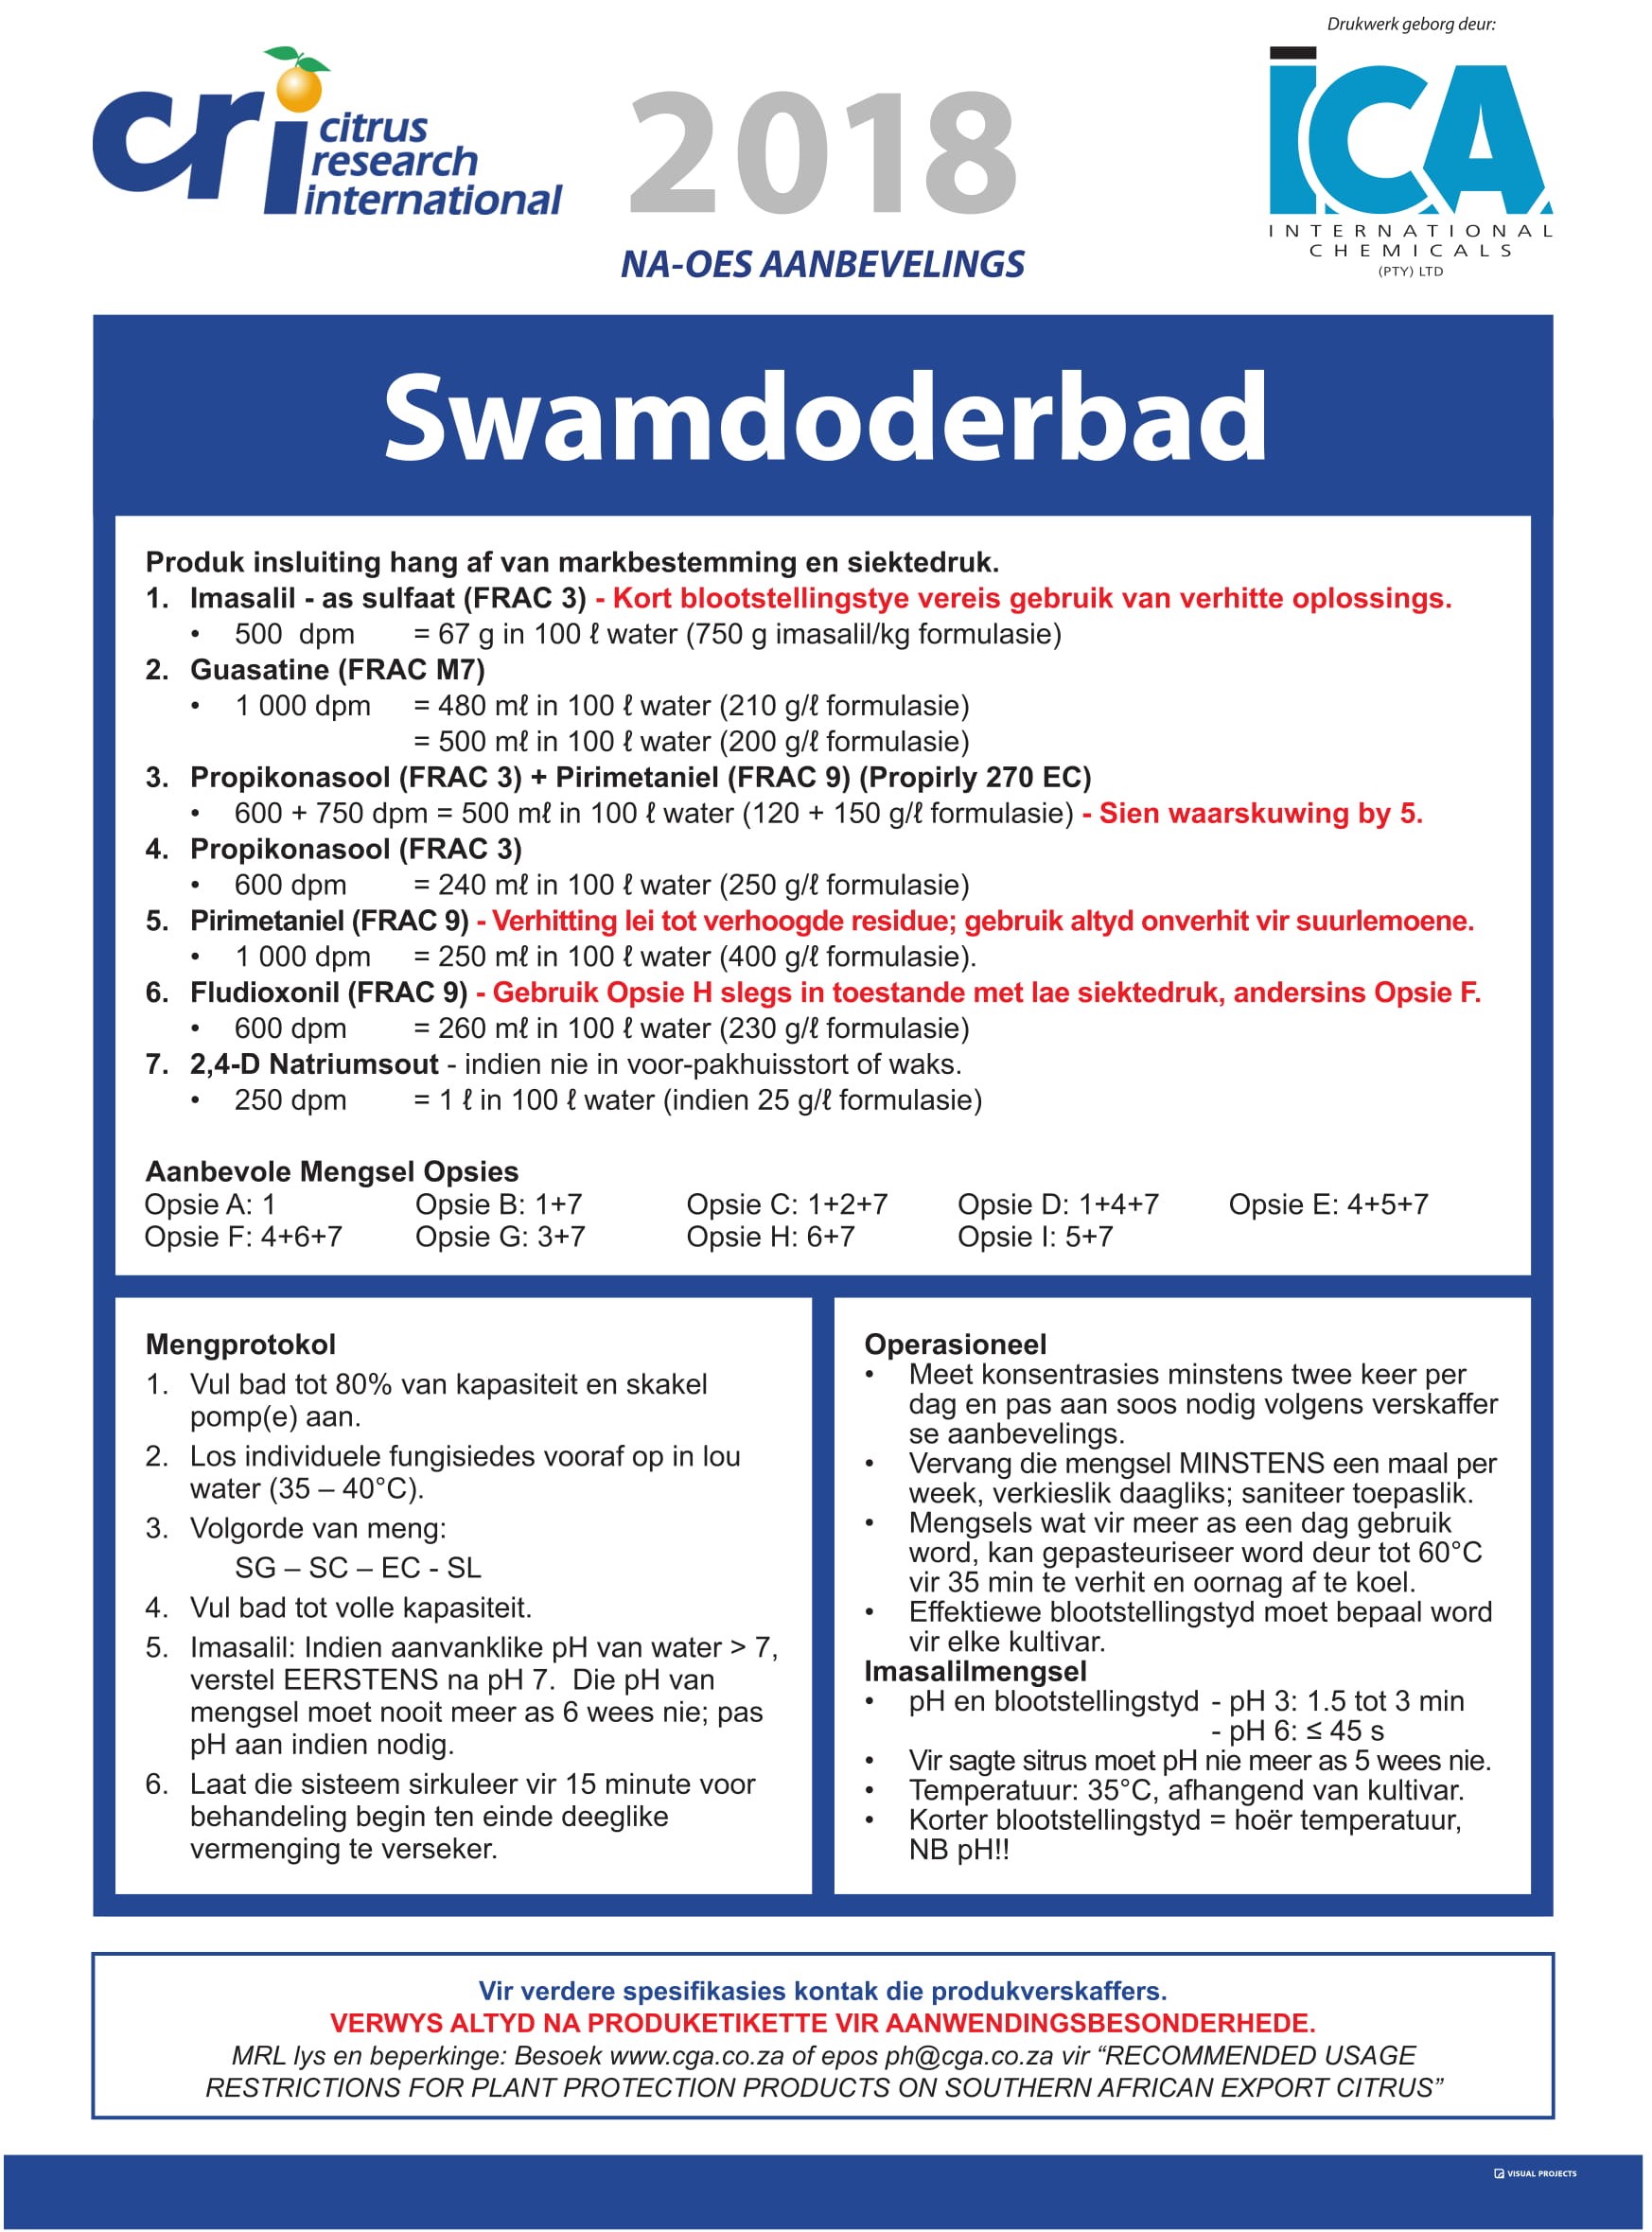 Drukwerk geborg deur:
cri citrus
research
international
2018
NA-OES AANBEVELINGS
ICA
INTERNATIONAL
CHEMICALS
(PTY) LTD
Swamdoderbad
Produk insluiting hang af van markbestemming en siektedruk.
1. Imasalil - as sulfaat (FRAC 3) - Kort blootstellingstye vereis gebruik van verhitte oplossings.
• 500 dpm = 67 g in 100 ℓ water (750 g imasalil/kg formulasie)
2. Guasatine (FRAC M7)
• 1 000 dpm = 480 mℓ in 100 ℓ water (210 g/ℓ formulasie)
= 500 mℓ in 100 ℓ water (200 g/ℓ formulasie)
3. Propikonasool (FRAC 3) + Pirimetaniel (FRAC 9) (Propirly 270 EC)
• 600 + 750 dpm = 500 mℓ in 100 ℓ water (120 + 150 g/ℓ formulasie) - Sien waarskuwing by 5.
4. Propikonasool (FRAC 3)
• 600 dpm = 240 mℓ in 100 ℓ water (250 g/ℓ formulasie)
5. Pirimetaniel (FRAC 9) - Verhitting lei tot verhoogde residue; gebruik altyd onverhit vir suurlemoene.
• 1 000 dpm = 250 mℓ in 100 ℓ water (400 g/ℓ formulasie).
6. Fludioxonil (FRAC 9) - Gebruik Opsie H slegs in toestande met lae siektedruk, andersins Opsie F.
• 600 dpm = 260 mℓ in 100 ℓ water (230 g/ℓ formulasie)
7. 2,4-D Natriumsout - indien nie in voor-pakhuisstort of waks.
• 250 dpm = 1 ℓ in 100 ℓ water (indien 25 g/ℓ formulasie)
Aanbevole Mengsel Opsies
Opsie A: 1 Opsie B: 1+7 Opsie C: 1+2+7 Opsie D: 1+4+7 Opsie E: 4+5+7
Opsie F: 4+6+7 Opsie G: 3+7 Opsie H: 6+7 Opsie I: 5+7
Mengprotokol
1. Vul bad tot 80% van kapasiteit en skakel
pomp(e) aan.
2. Los individuele fungisiedes vooraf op in lou
water (35 – 40°C).
3. Volgorde van meng:
SG – SC – EC - SL
4. Vul bad tot volle kapasiteit.
5. Imasalil: Indien aanvanklike pH van water > 7,
verstel EERSTENS na pH 7. Die pH van
mengsel moet nooit meer as 6 wees nie; pas
pH aan indien nodig.
6. Laat die sisteem sirkuleer vir 15 minute voor
behandeling begin ten einde deeglike
vermenging te verseker.
Operasioneel
• Meet konsentrasies minstens twee keer per
dag en pas aan soos nodig volgens verskaffer
se aanbevelings.
• Vervang die mengsel MINSTENS een maal per
week, verkieslik daagliks; saniteer toepaslik.
• Mengsels wat vir meer as een dag gebruik
word, kan gepasteuriseer word deur tot 60°C
vir 35 min te verhit en oornag af te koel.
• Effektiewe blootstellingstyd moet bepaal word
vir elke kultivar.
Imasalilmengsel
• pH en blootstellingstyd - pH 3: 1.5 tot 3 min
- pH 6: ≤ 45 s
• Vir sagte sitrus moet pH nie meer as 5 wees nie.
• Temperatuur: 35°C, afhangend van kultivar.
• Korter blootstellingstyd = hoër temperatuur,
NB pH!!
Vir verdere spesifikasies kontak die produkverskaffers.
VERWYS ALTYD NA PRODUKETIKETTE VIR AANWENDINGSBESONDERHEDE.
MRL lys en beperkinge: Besoek www.cga.co.za of epos ph@cga.co.za vir “RECOMMENDED USAGE
RESTRICTIONS FOR PLANT PROTECTION PRODUCTS ON SOUTHERN AFRICAN EXPORT CITRUS”
VISUAL PROJECTS